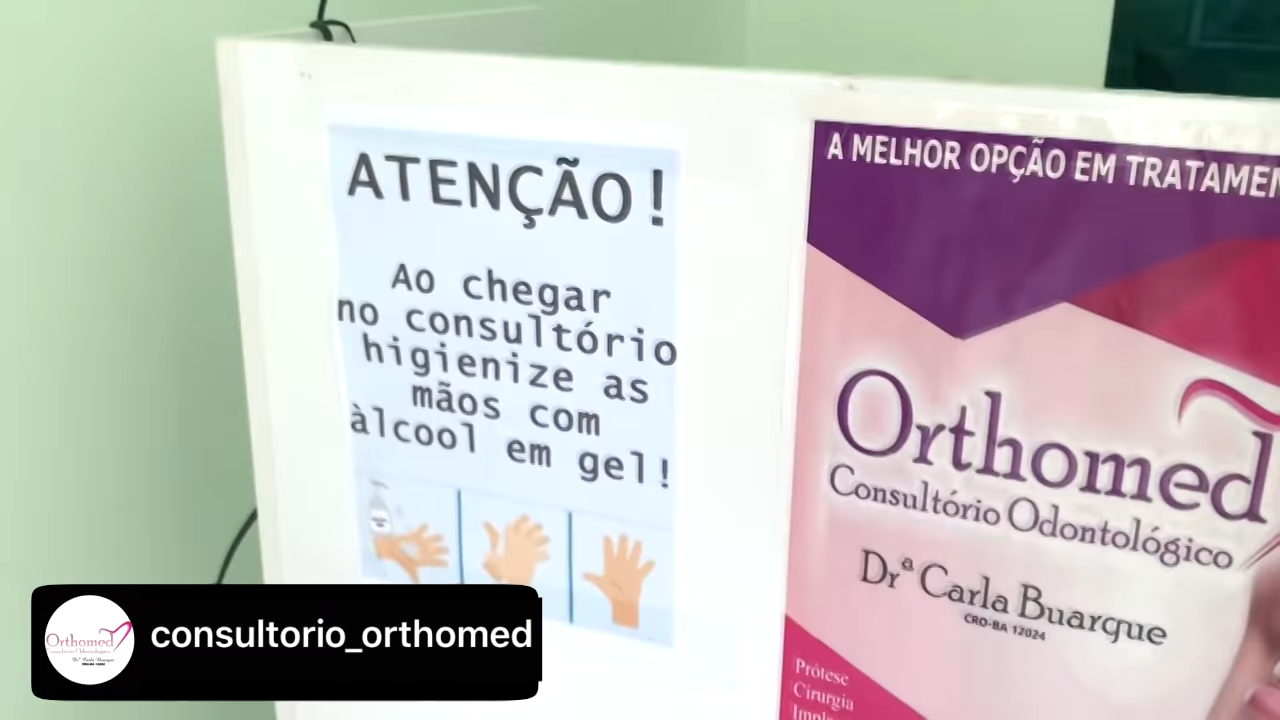 ATENÇÃO!
Ao chegar
no consultório
higienize as
mãos com
àlcool em gel!
A MELHOR OPÇÃO EM
Orthomed
Consultório Odontológico
Drª Carla Buarque
CRO-BA 12024
Prótese
Cirurgia
Orthomed
consultorio_orthomed